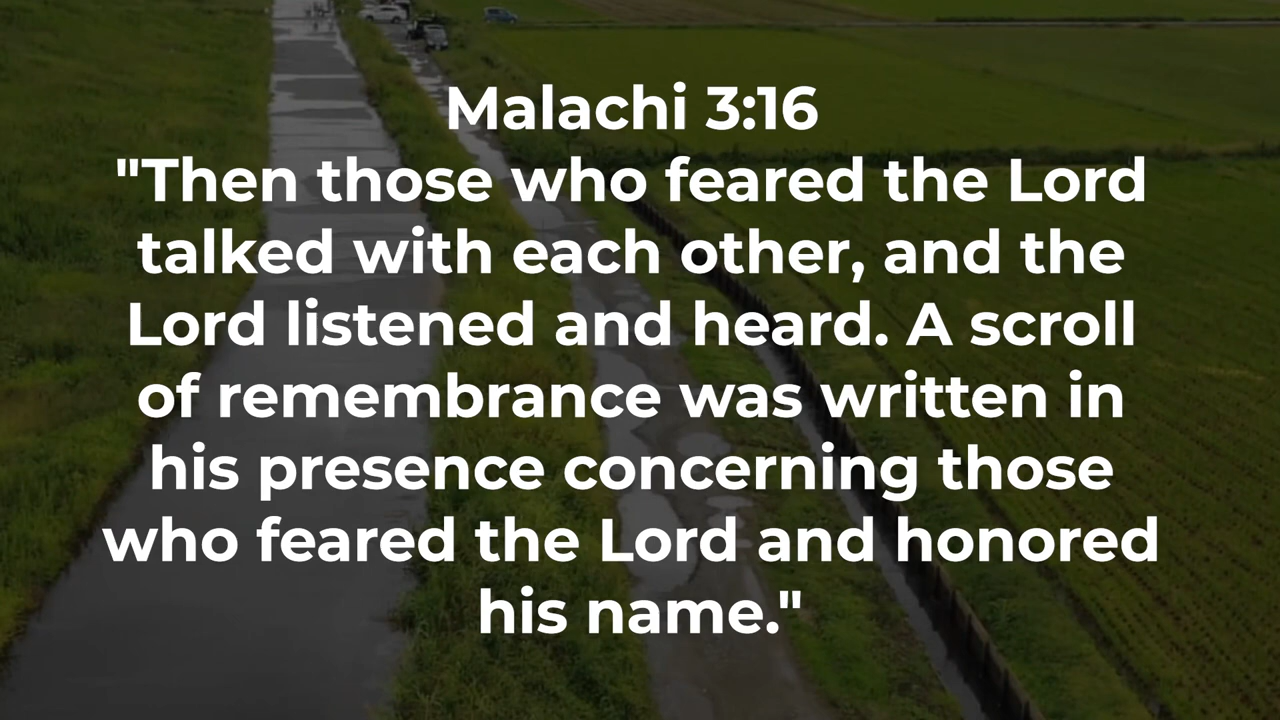 Malachi 3:16
"Then those who feared the Lord
talked with each other, and the
Lord listened and heard. A scroll
of remembrance was written in
his presence concerning those
who feared the Lord and honored
his name."